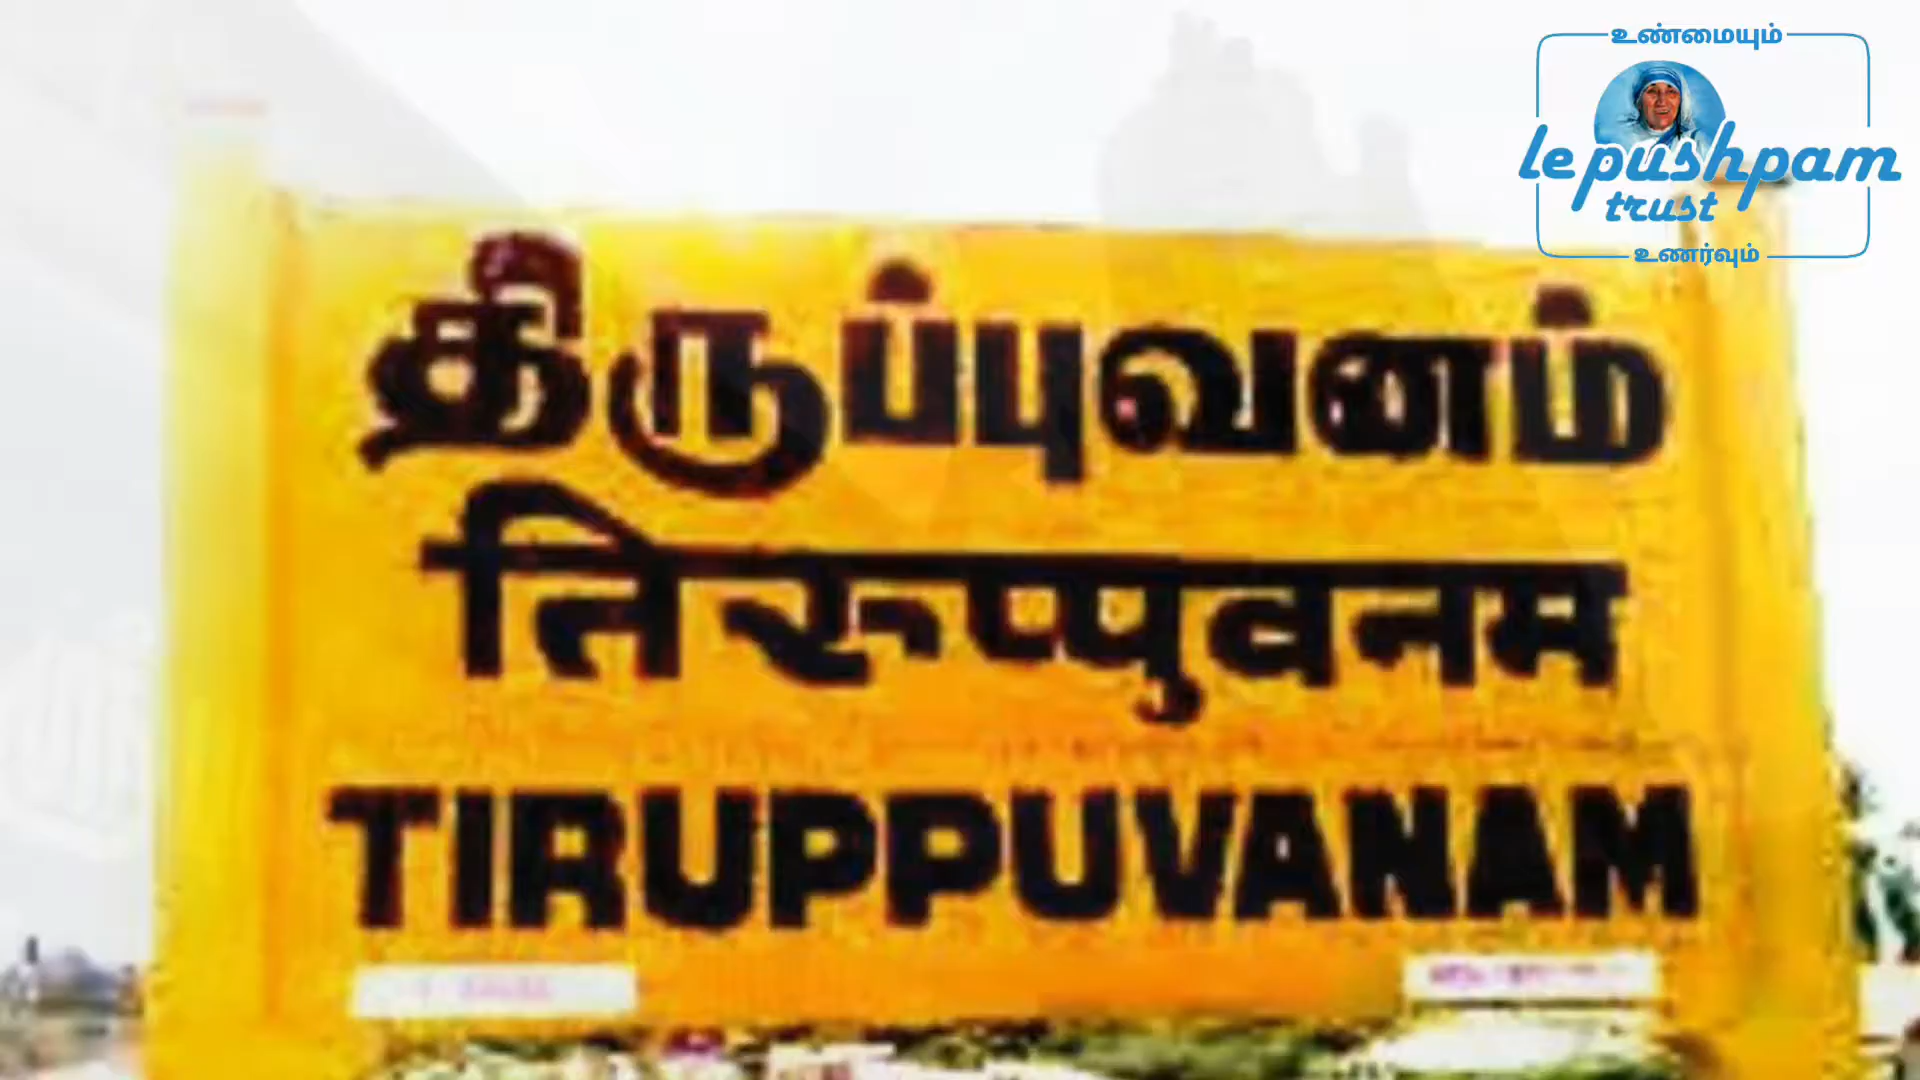 உண்மையும்
le pushpam
trust
உணர்வும்
திருப்புவனம்
तिरुप्पुवनम
TIRUPPUVANAM